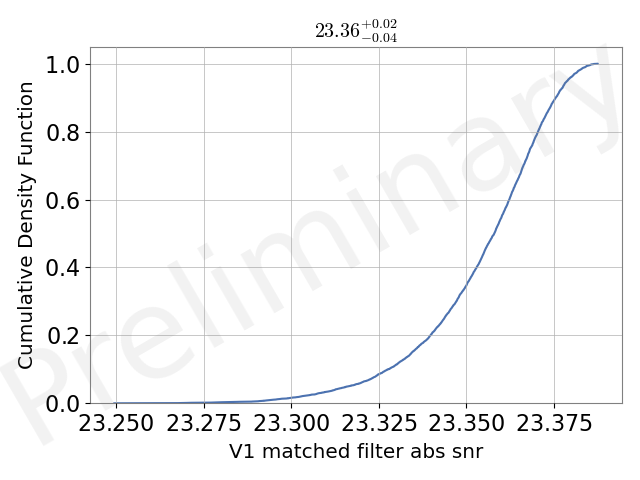 23.36+0.02−0.04
1.0
0.8
0.6
0.4
0.2
0.0
Cumulative Density Function
Preliminary
23.250 23.275 23.300 23.325 23.350 23.375
V1 matched filter abs snr